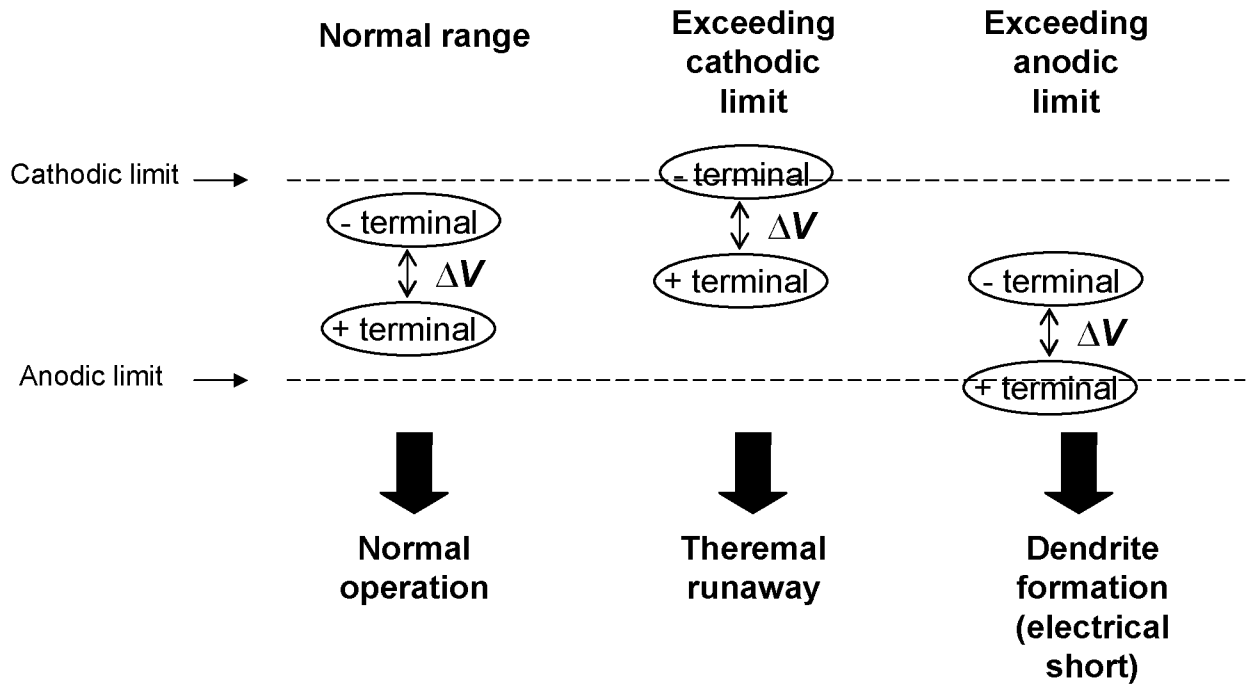 Normal range
Exceeding
cathodic
limit
Exceeding
anodic
limit
Cathodic limit
- terminal
ΔV
+ terminal
- terminal
ΔV
+ terminal
- terminal
ΔV
+ terminal
Anodic limit
Normal
operation
Theremal
runaway
Dendrite
formation
(electrical
short)